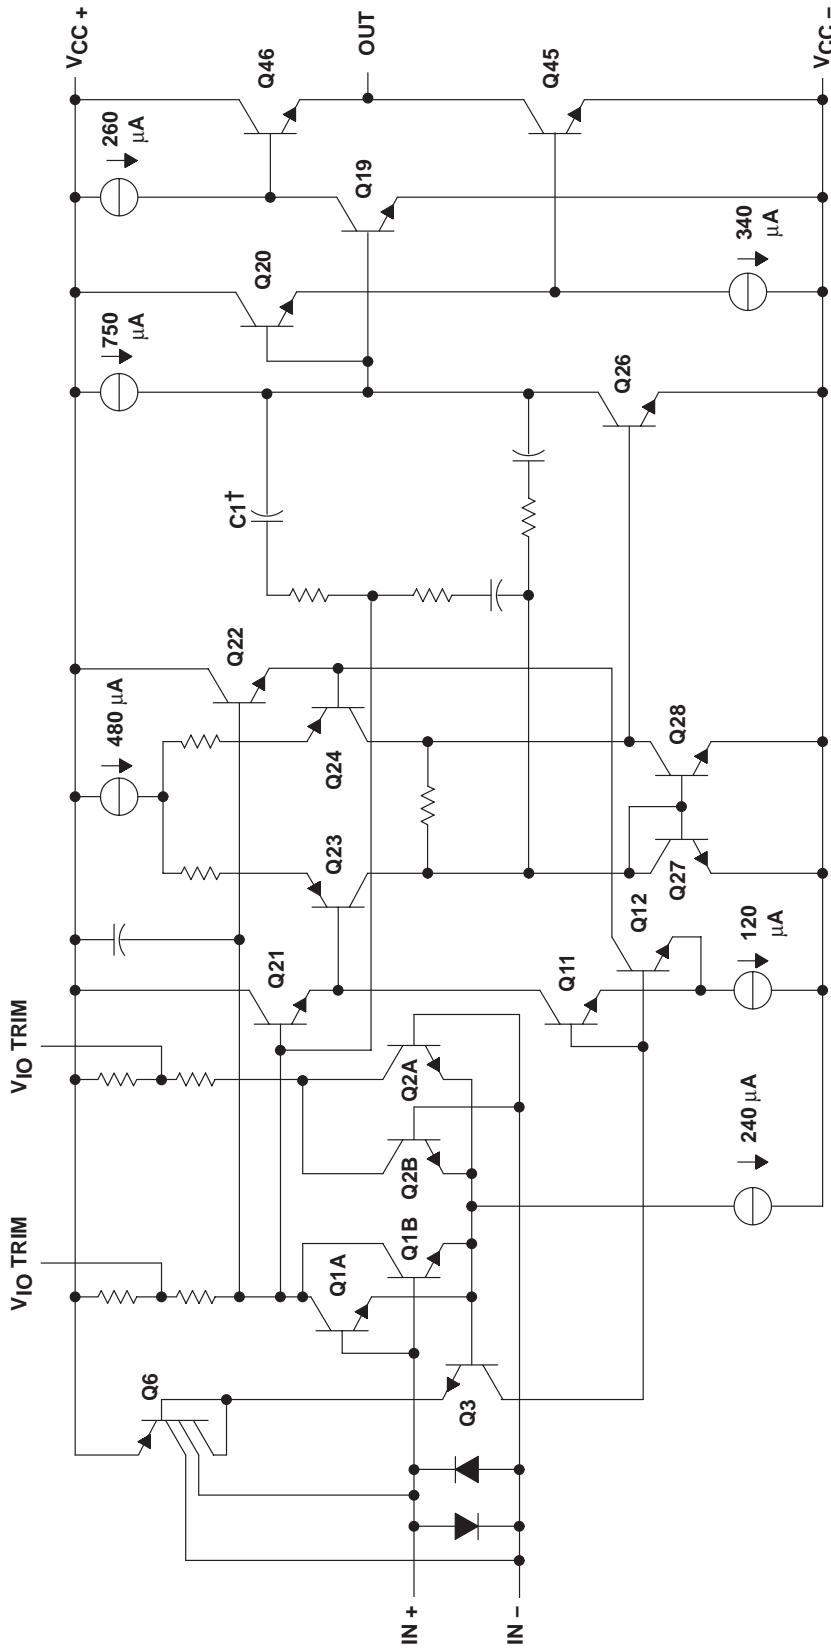 VIO TRIM
VIO TRIM
VCC +
480 µA
750
µA
260
µA
Q6
Q21
Q22
Q20
Q46
Q1A
Q1B
Q2B
Q2A
Q23
Q24
C1†
Q19
OUT
Q3
Q11
Q12
Q27
Q28
Q26
Q45
IN +
IN −
240 µA
120
µA
340
µA
VCC −